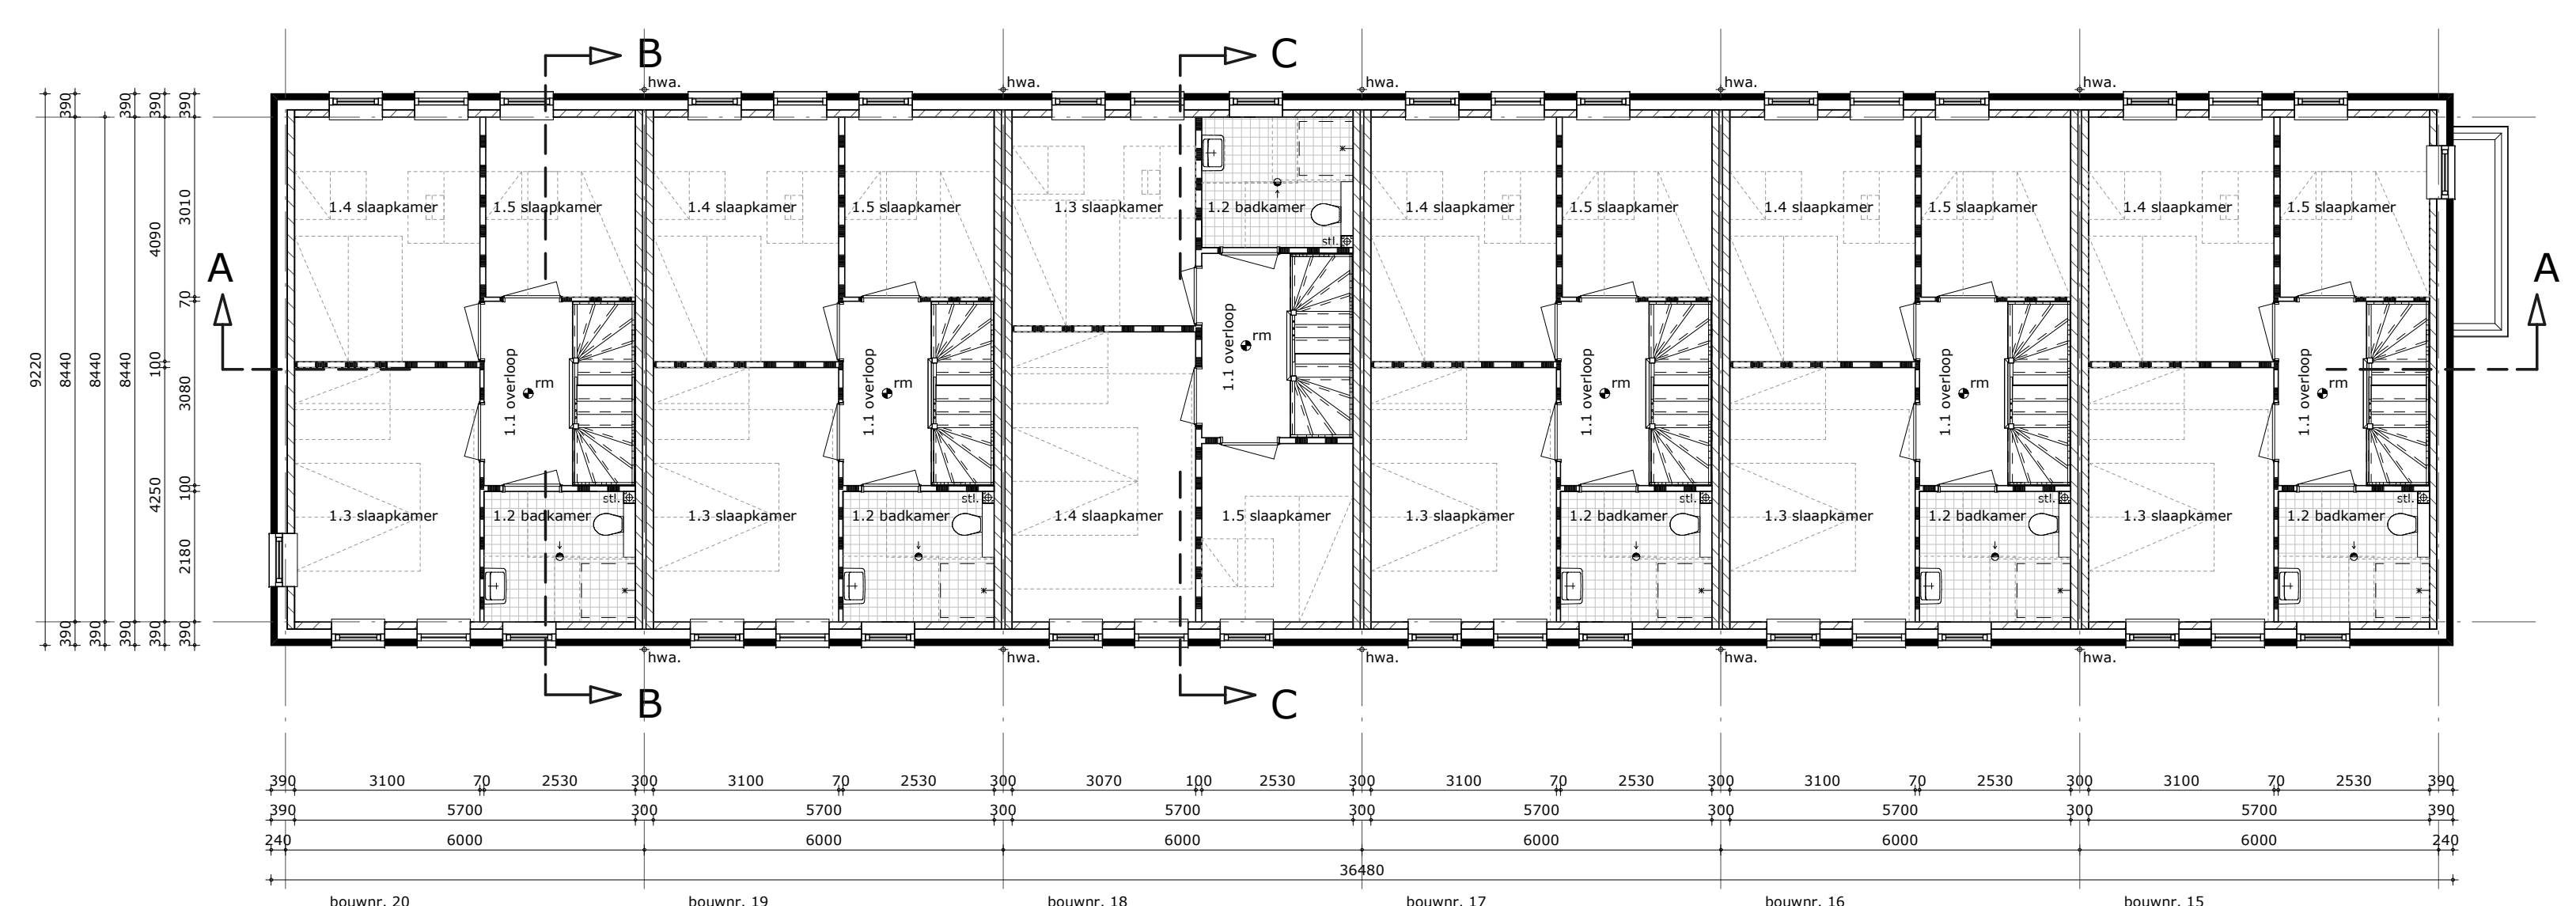 B C
hwa. hwa. hwa. hwa. hwa.
390 390 390 390
1.4 slaapkamer 1.5 slaapkamer 1.4 slaapkamer 1.5 slaapkamer 1.3 slaapkamer 1.2 badkamer 1.4 slaapkamer 1.5 slaapkamer 1.4 slaapkamer 1.5 slaapkamer 1.4 slaapkamer 1.5 slaapkamer
3010
4090
stl.
A A
70
rm
1.1 overloop
9220 8440 8440 8440 100 3080
1.1 overloop rm 1.1 overloop rm 1.1 overloop rm 1.1 overloop rm 1.1 overloop rm
4250 100
stl. stl. stl. stl. stl.
1.3 slaapkamer 1.2 badkamer 1.3 slaapkamer 1.2 badkamer 1.4 slaapkamer 1.5 slaapkamer 1.3 slaapkamer 1.2 badkamer 1.3 slaapkamer 1.2 badkamer 1.3 slaapkamer 1.2 badkamer
2180
390 390 390 390 390
hwa. hwa. hwa. hwa. hwa.
B C
390 3100 70 2530 300 3100 70 2530 300 3070 100 2530 300 3100 70 2530 300 3100 70 2530 300 3100 70 2530 390
390 5700 300 5700 300 5700 300 5700 300 5700 300 5700 390
240 6000 6000 6000 6000 6000 6000 240
36480
bouwnr. 20 bouwnr. 19 bouwnr. 18 bouwnr. 17 bouwnr. 16 bouwnr. 15